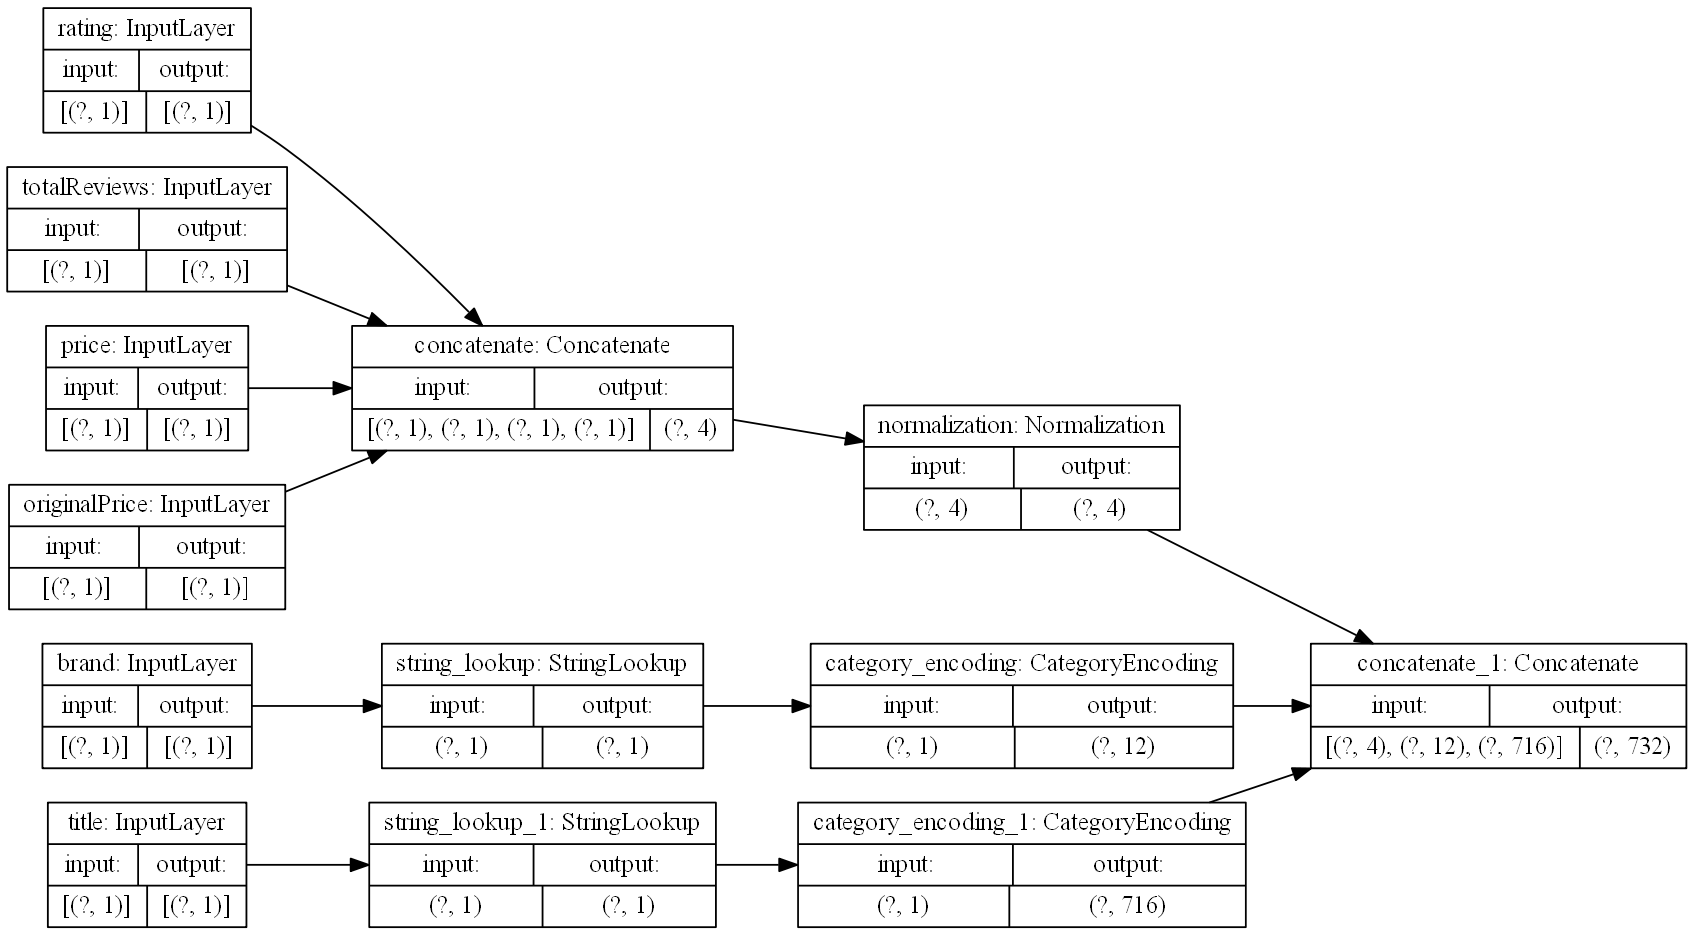 rating: InputLayer
input: output:
[(?, 1)] [(?, 1)]
totalReviews: InputLayer
input: output:
[(?, 1)] [(?, 1)]
price: InputLayer
input: output:
[(?, 1)] [(?, 1)]
originalPrice: InputLayer
input: output:
[(?, 1)] [(?, 1)]
concatenate: Concatenate
input: output:
[(?, 1), (?, 1), (?, 1), (?, 1)] (?, 4)
normalization: Normalization
input: output:
(?, 4) (?, 4)
brand: InputLayer
input: output:
[(?, 1)] [(?, 1)]
string_lookup: StringLookup
input: output:
(?, 1) (?, 1)
category_encoding: CategoryEncoding
input: output:
(?, 1) (?, 12)
concatenate_1: Concatenate
input: output:
[(?, 4), (?, 12), (?, 716)] (?, 732)
title: InputLayer
input: output:
[(?, 1)] [(?, 1)]
string_lookup_1: StringLookup
input: output:
(?, 1) (?, 1)
category_encoding_1: CategoryEncoding
input: output:
(?, 1) (?, 716)